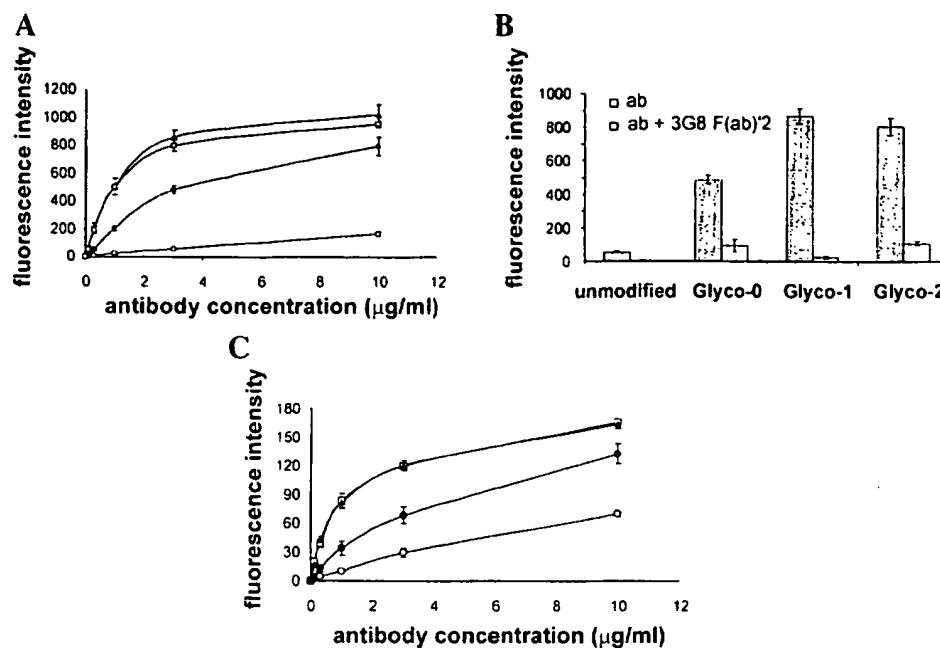 A
fluorescence intensity
1200
1000
800
600
400
200
0
0 2 4 6 8 10 12
antibody concentration (µg/ml)
B
fluorescence intensity
1000
800
600
400
200
0
ab
ab + 3G8 F(ab)'2
unmodified Glyco-0 Glyco-1 Glyco-2
C
fluorescence intensity
180
150
120
90
60
30
0
0 2 4 6 8 10 12
antibody concentration (µg/ml)